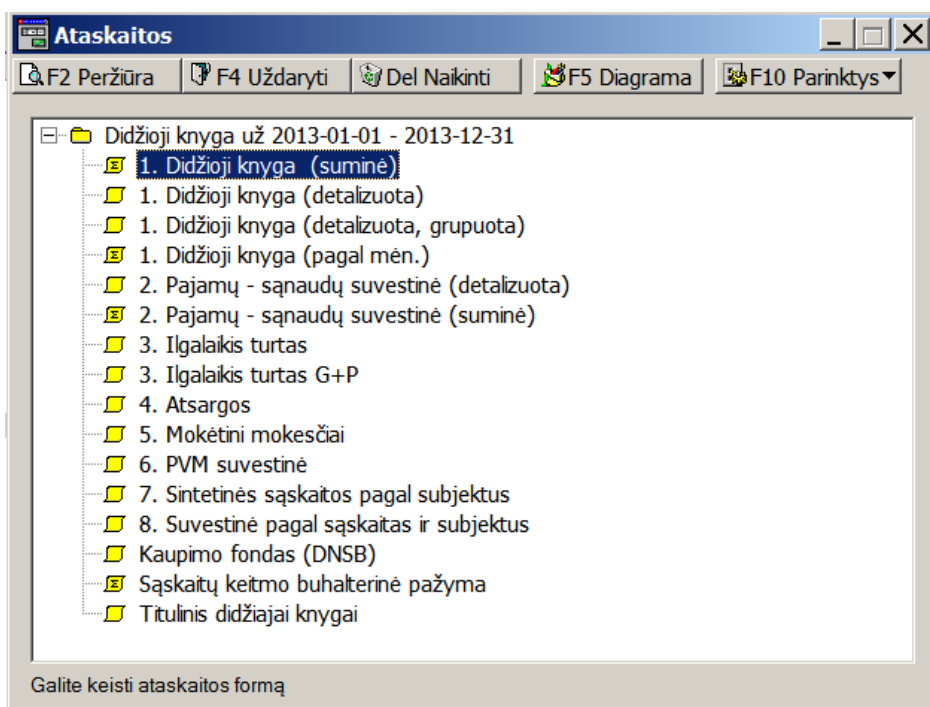 Ataskaitos
F2 Peržiūra F4 Uždaryti Del Naikinti F5 Diagrama F10 Parinktys
Didžioji knyga už 2013-01-01 - 2013-12-31
1. Didžioji knyga (suminė)
1. Didžioji knyga (detalizuota)
1. Didžioji knyga (detalizuota, grupuota)
1. Didžioji knyga (pagal mėn.)
2. Pajamų - sąnaudų suvestinė (detalizuota)
2. Pajamų - sąnaudų suvestinė (suminė)
3. Ilgalaikis turtas
3. Ilgalaikis turtas G+P
4. Atsargos
5. Mokėtini mokesčiai
6. PVM suvestinė
7. Sintetinės sąskaitos pagal subjektus
8. Suvestinė pagal sąskaitas ir subjektus
Kaupimo fondas (DNSB)
Sąskaitų keitmo buhalterinė pažyma
Titulinis didžiajai knygai
Galite keisti ataskaitos formą